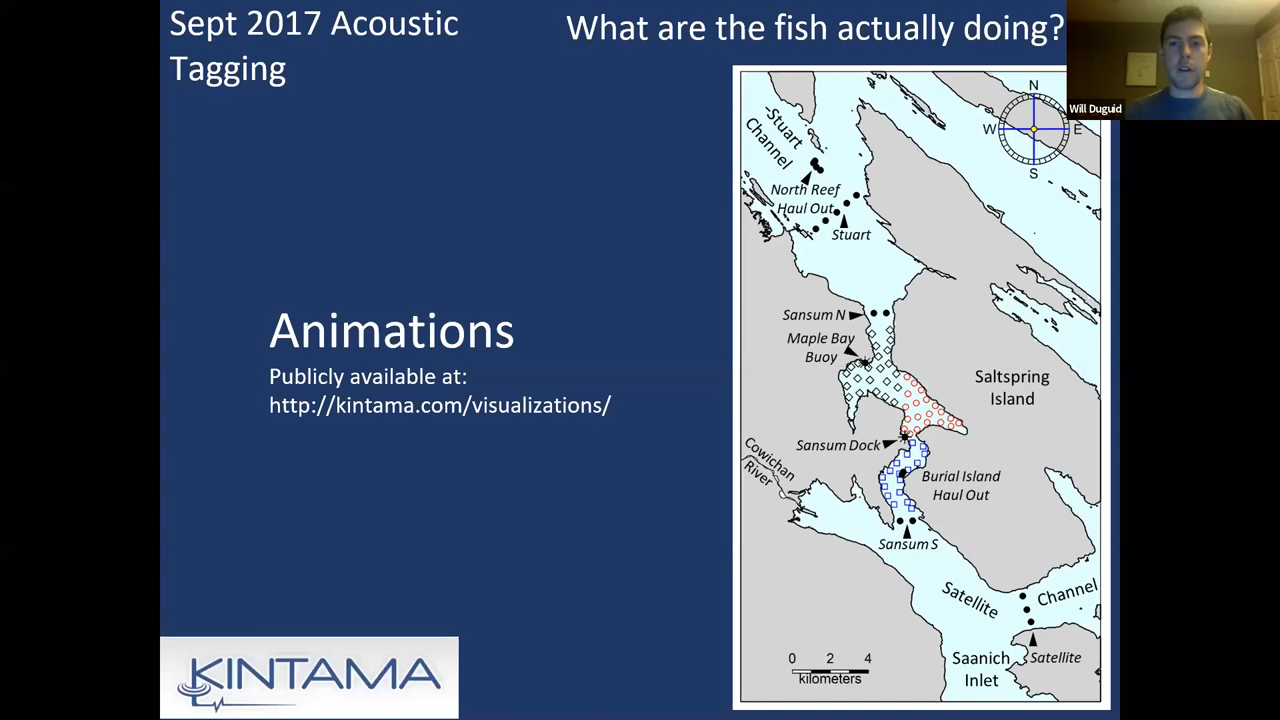 Sept 2017 Acoustic
Tagging
What are the fish actually doing?
Will Duguid
Animations
Publicly available at:
http://kintama.com/visualizations/
KINTAMA
N
W
E
S
Stuart
Channel
North Reef
Haul Out
Stuart
Sansum N
Maple Bay
Buoy
Saltspring
Island
Sansum Dock
Cowichan
River
Burial Island
Haul Out
Sansum S
Satellite
Channel
0 2 4
kilometers
Saanich
Inlet
Satellite